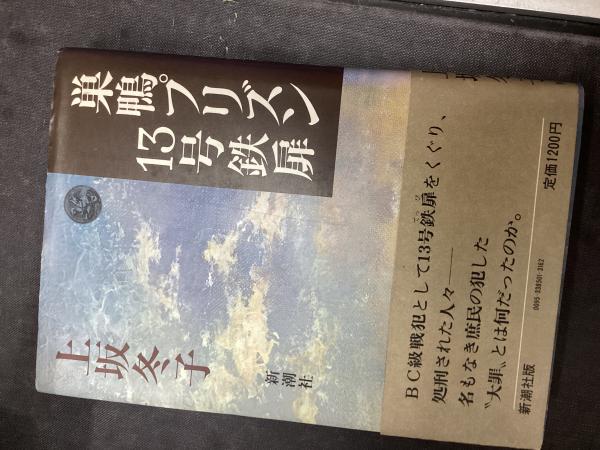 巣鴨プリズン
13号鉄扉
上坂冬子
新潮社
BC級戦犯として13号鉄扉をくぐり、
処刑された人々——
名もなき庶民の犯した
〝大罪〟とは何だったのか。
0095-338501-3162
新潮社版
定価1200円